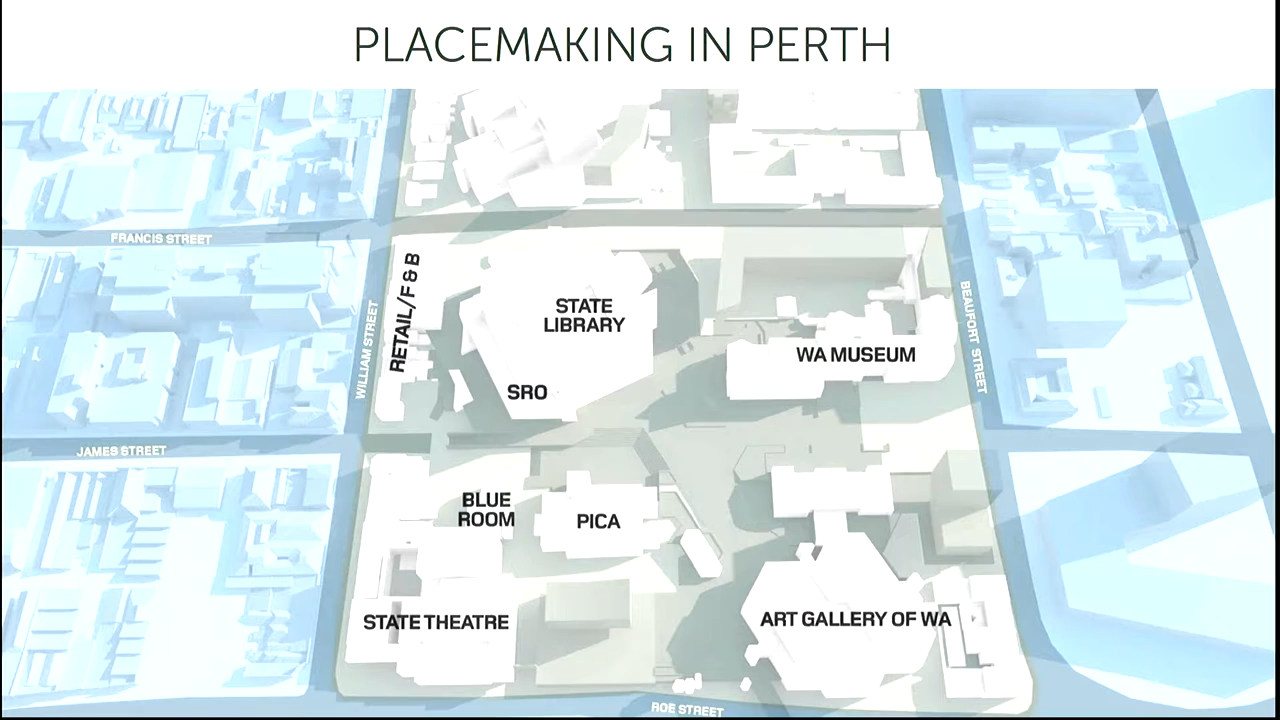 PLACEMAKING IN PERTH
FRANCIS STREET
WILLIAM STREET
RETAIL/F & B
STATE
LIBRARY
SRO
WA MUSEUM
BEAUFORT STREET
JAMES STREET
BLUE
ROOM
PICA
STATE THEATRE
ART GALLERY OF WA
ROE STREET